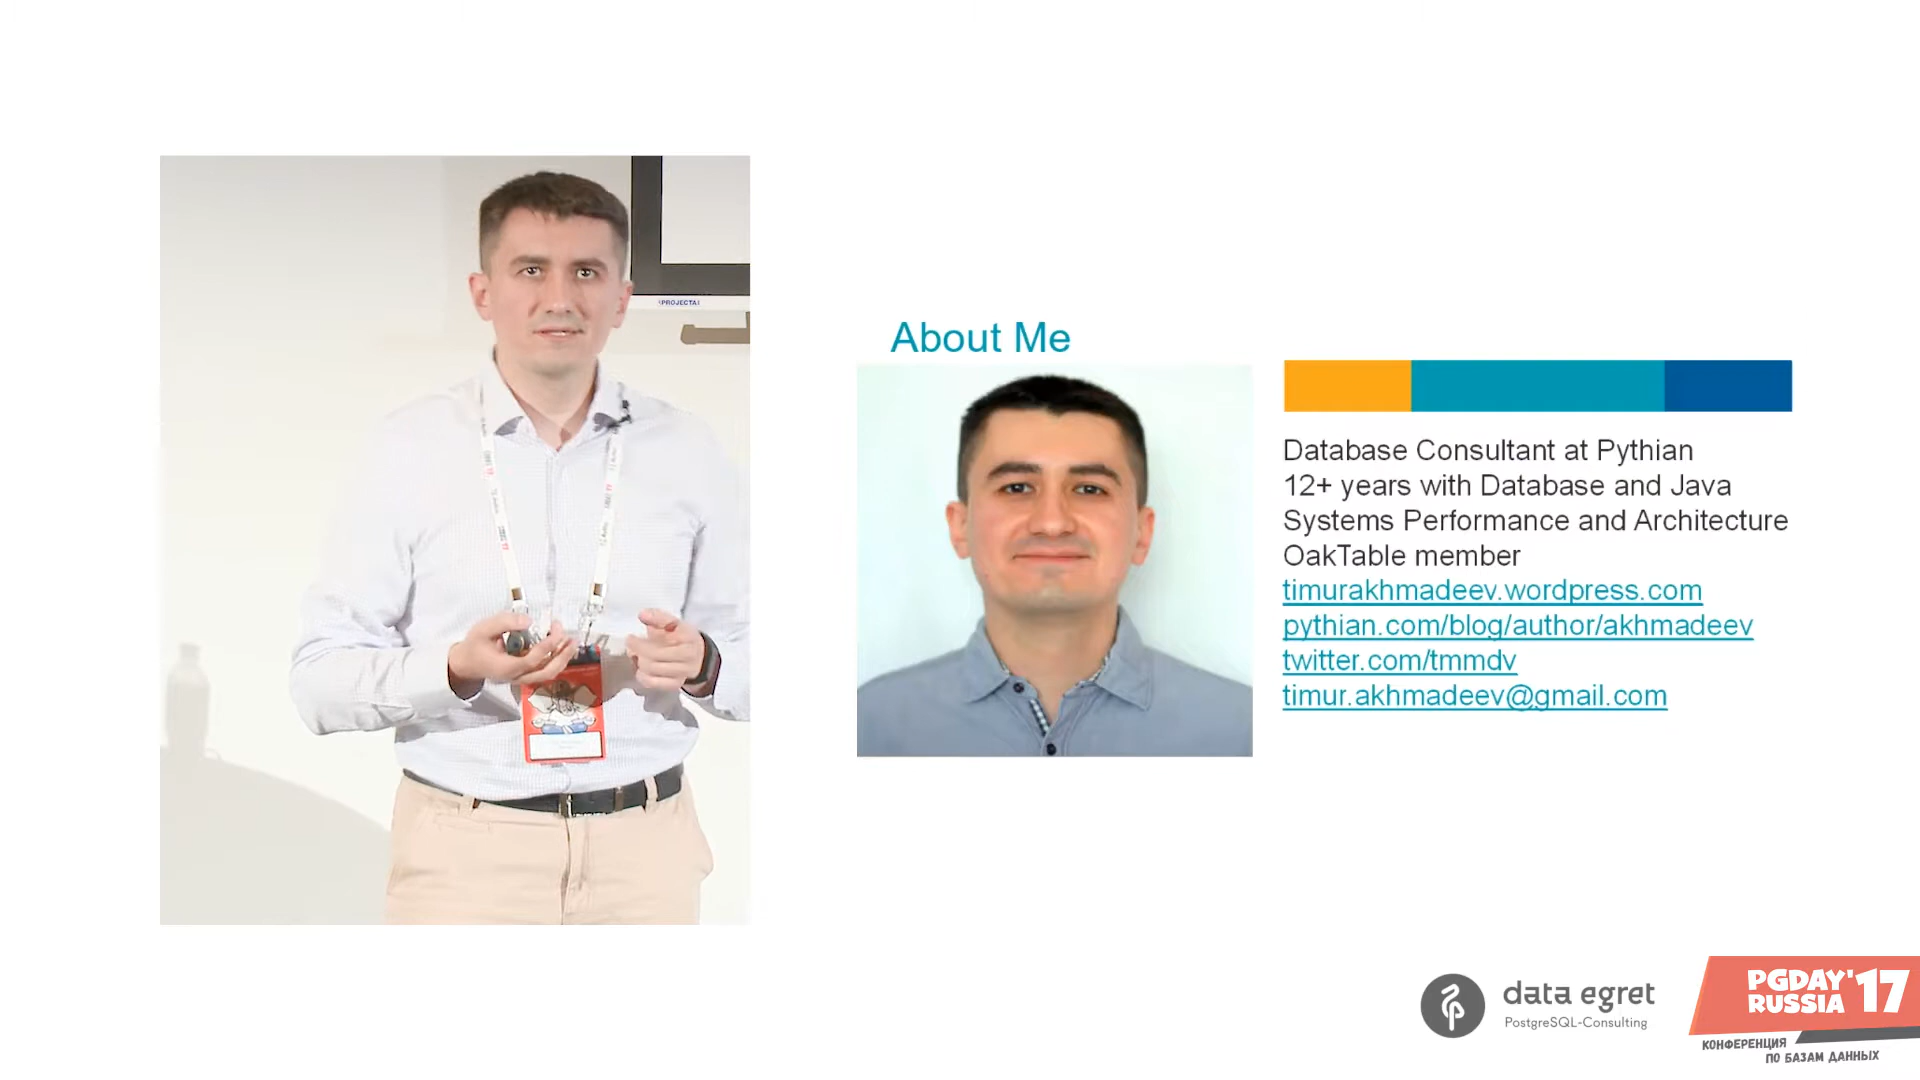 PROJECTA
About Me
Database Consultant at Pythian
12+ years with Database and Java
Systems Performance and Architecture
OakTable member
timurakhmadeev.wordpress.com
pythian.com/blog/author/akhmadeev
twitter.com/tmmdv
timur.akhmadeev@gmail.com
data egret
PostgreSQL-Consulting
PGDAY'17
RUSSIA
КОНФЕРЕНЦИЯ
ПО БАЗАМ ДАННЫХ